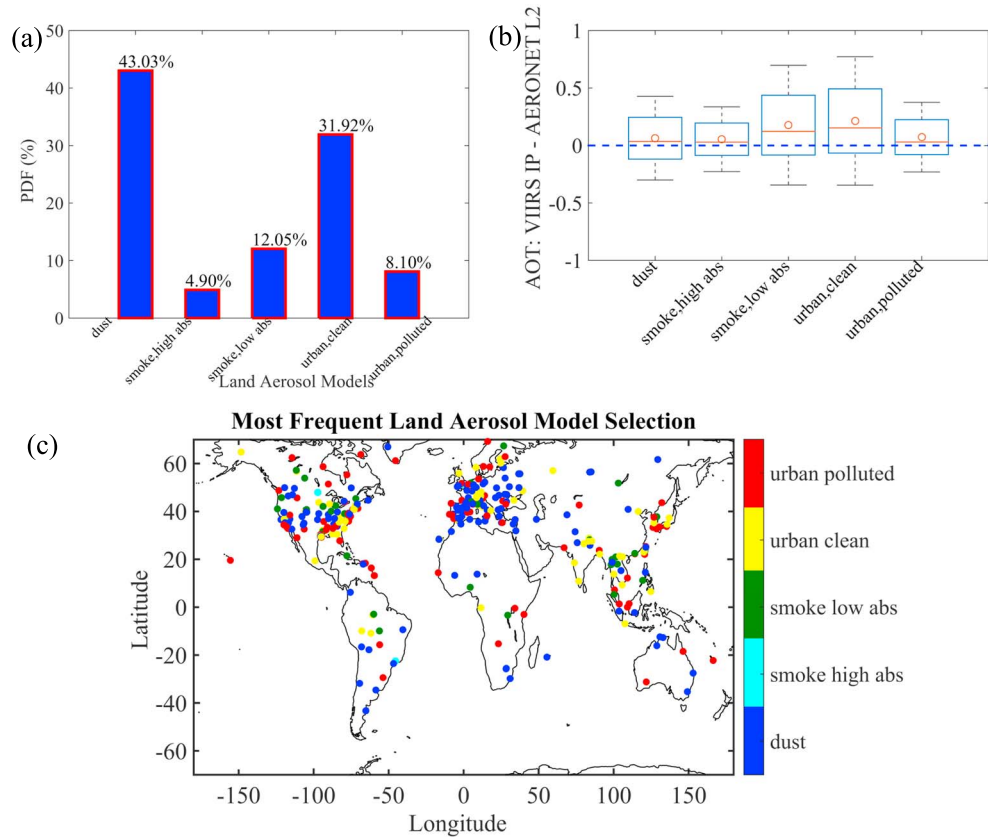 (a)
50
40
30
20
10
0
PDF (%)
43.03%
4.90%
12.05%
31.92%
8.10%
dust
smoke,high abs
smoke,low abs
urban,clean
urban,polluted
Land Aerosol Models
(b)
1
0.5
0
-0.5
-1
AOT: VIIRS IP - AERONET L2
dust
smoke,high abs
smoke,low abs
urban,clean
urban,polluted
(c)
Most Frequent Land Aerosol Model Selection
60
40
20
0
-20
-40
-60
Latitude
-150
-100
-50
0
50
100
150
Longitude
urban polluted
urban clean
smoke low abs
smoke high abs
dust